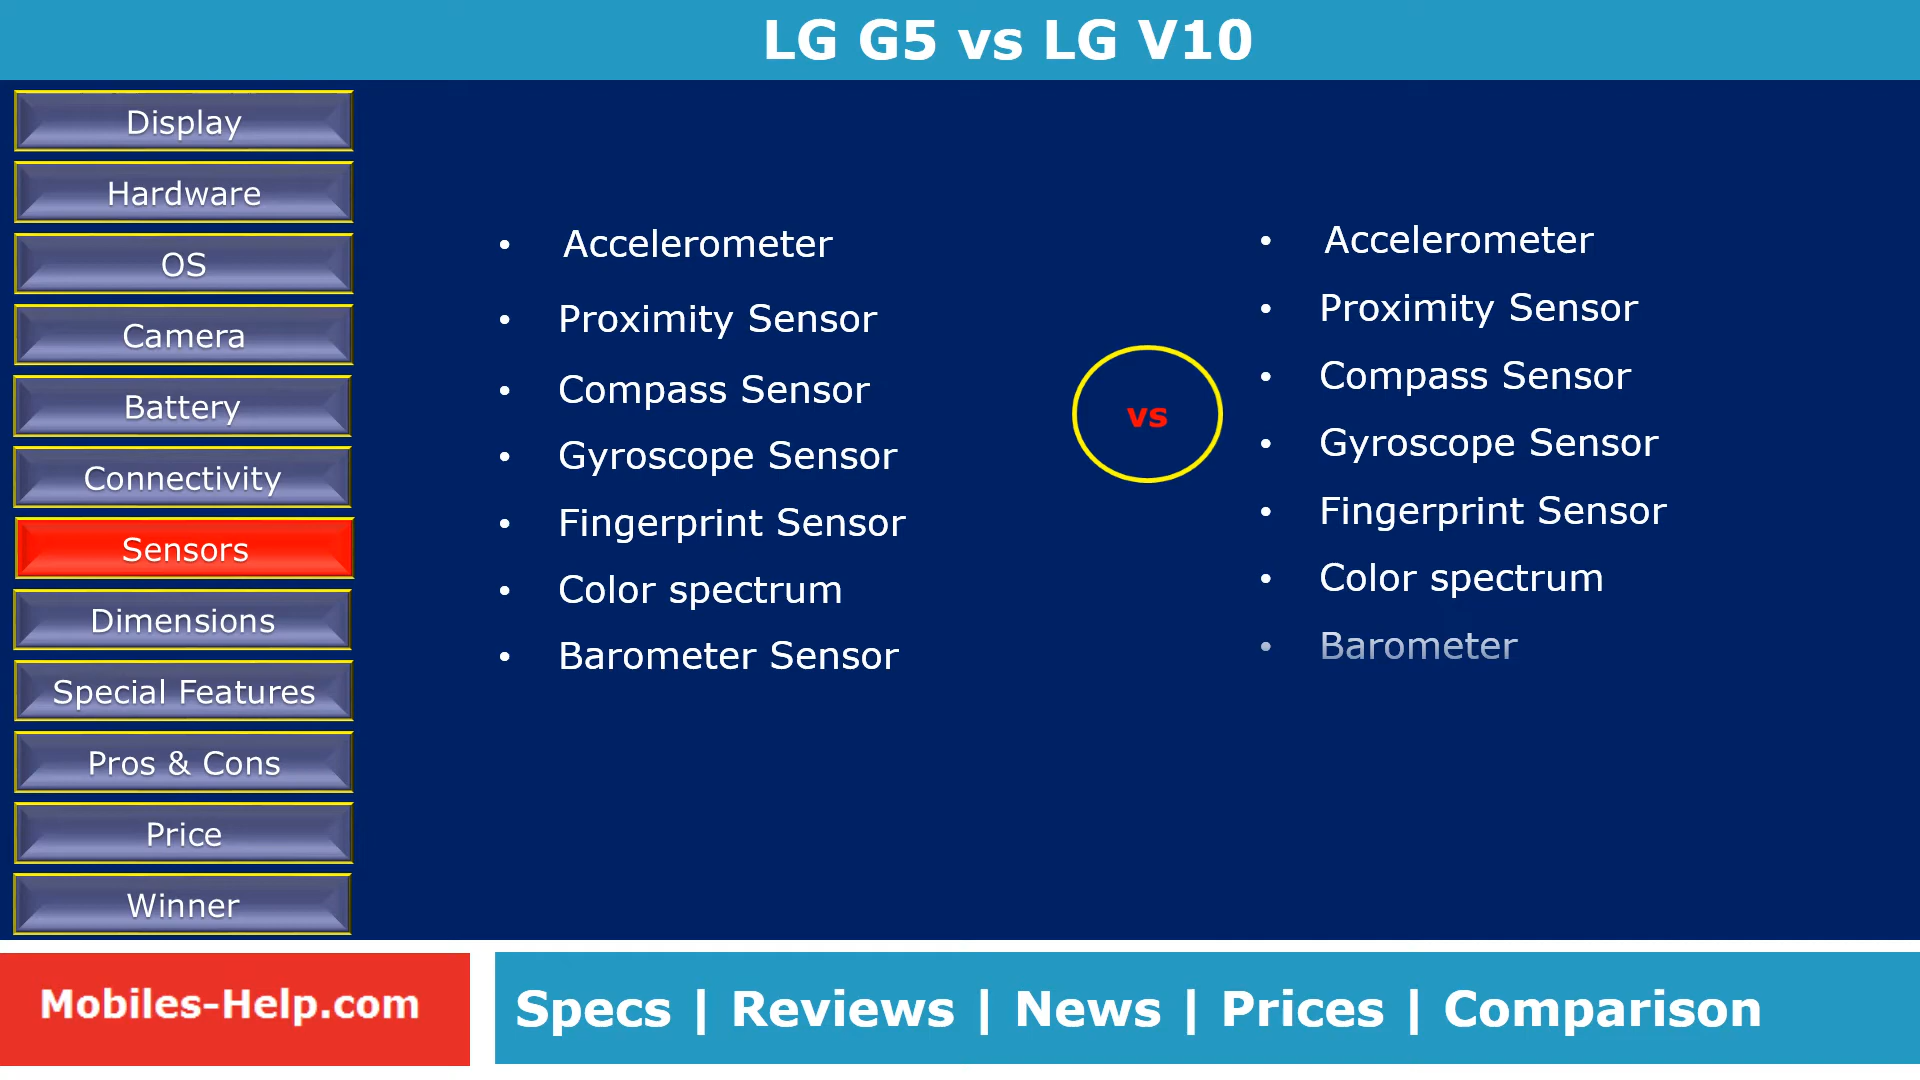 LG G5 vs LG V10
Display
Hardware
OS
Camera
Battery
Connectivity
Sensors
Dimensions
Special Features
Pros & Cons
Price
Winner
• Accelerometer
• Proximity Sensor
• Compass Sensor
• Gyroscope Sensor
• Fingerprint Sensor
• Color spectrum
• Barometer Sensor
vs
• Accelerometer
• Proximity Sensor
• Compass Sensor
• Gyroscope Sensor
• Fingerprint Sensor
• Color spectrum
• Barometer
Mobiles-Help.com
Specs | Reviews | News | Prices | Comparison